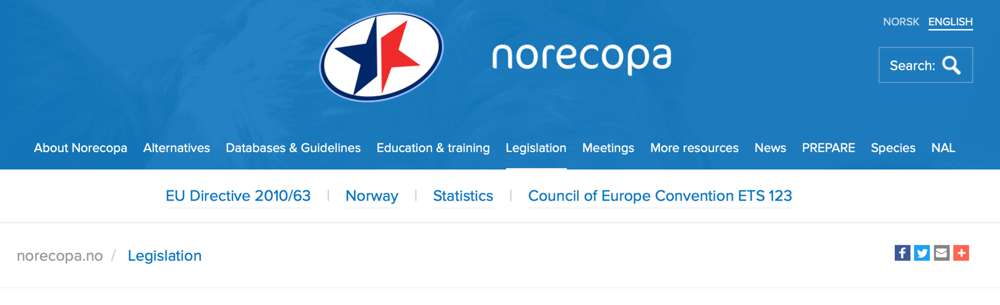 NORSK ENGLISH
norecopa
Search:
About Norecopa Alternatives Databases & Guidelines Education & training Legislation Meetings More resources News PREPARE Species NAL
EU Directive 2010/63 | Norway | Statistics | Council of Europe Convention ETS 123
norecopa.no / Legislation